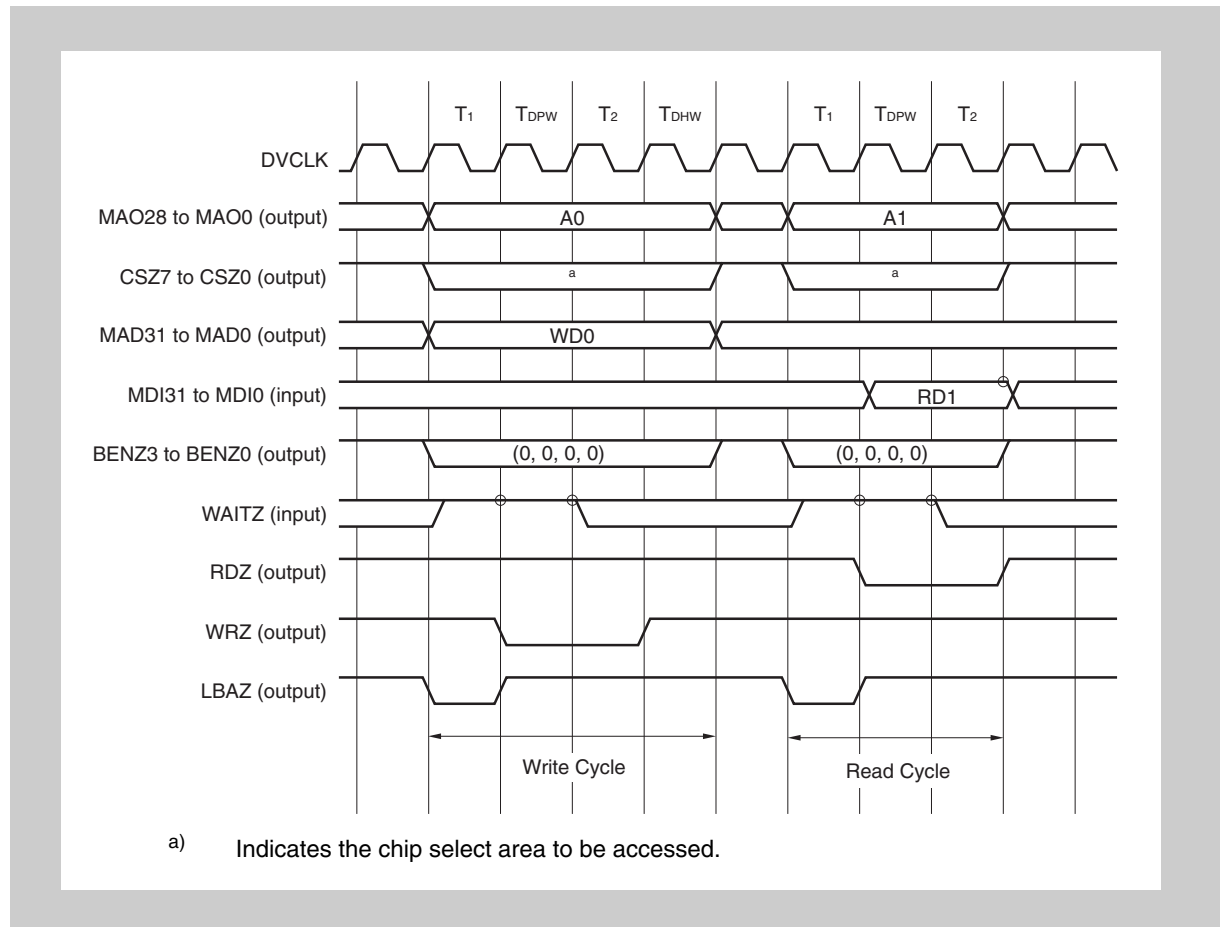 T1 TDPW T2 TDHW T1 TDPW T2
DVCLK
MAO28 to MAO0 (output) A0 A1
CSZ7 to CSZ0 (output) a a
MAD31 to MAD0 (output) WD0
MDI31 to MDI0 (input) RD1
BENZ3 to BENZ0 (output) (0, 0, 0, 0) (0, 0, 0, 0)
WAITZ (input)
RDZ (output)
WRZ (output)
LBAZ (output)
Write Cycle Read Cycle
a) Indicates the chip select area to be accessed.